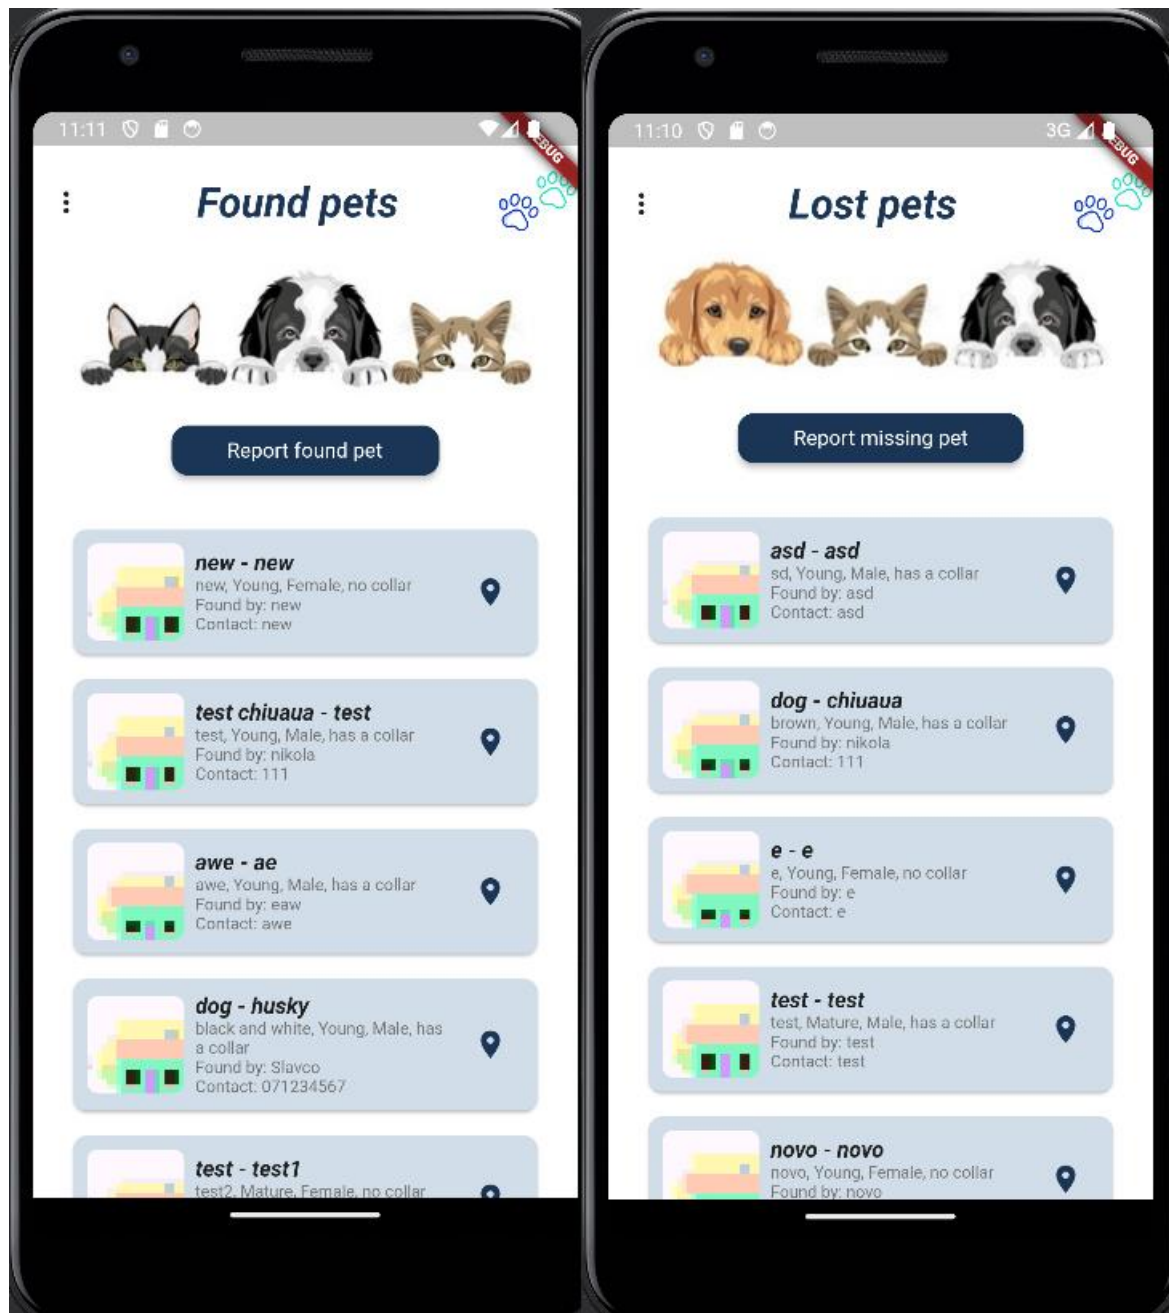 11:11
DEBUG
Found pets
Report found pet
new - new
new, Young, Female, no collar
Found by: new
Contact: new
test chiuaua - test
test, Young, Male, has a collar
Found by: nikola
Contact: 111
awe - ae
awe, Young, Male, has a collar
Found by: eaw
Contact: awe
dog - husky
black and white, Young, Male, has
a collar
Found by: Slavco
Contact: 071234567
test - test1
test2, Mature, Female, no collar
11:10
3G
DEBUG
Lost pets
Report missing pet
asd - asd
sd, Young, Male, has a collar
Found by: asd
Contact: asd
dog - chiuaua
brown, Young, Male, has a collar
Found by: nikola
Contact: 111
e - e
e, Young, Female, no collar
Found by: e
Contact: e
test - test
test, Mature, Male, has a collar
Found by: test
Contact: test
novo - novo
novo, Young, Female, no collar
Found by: novo